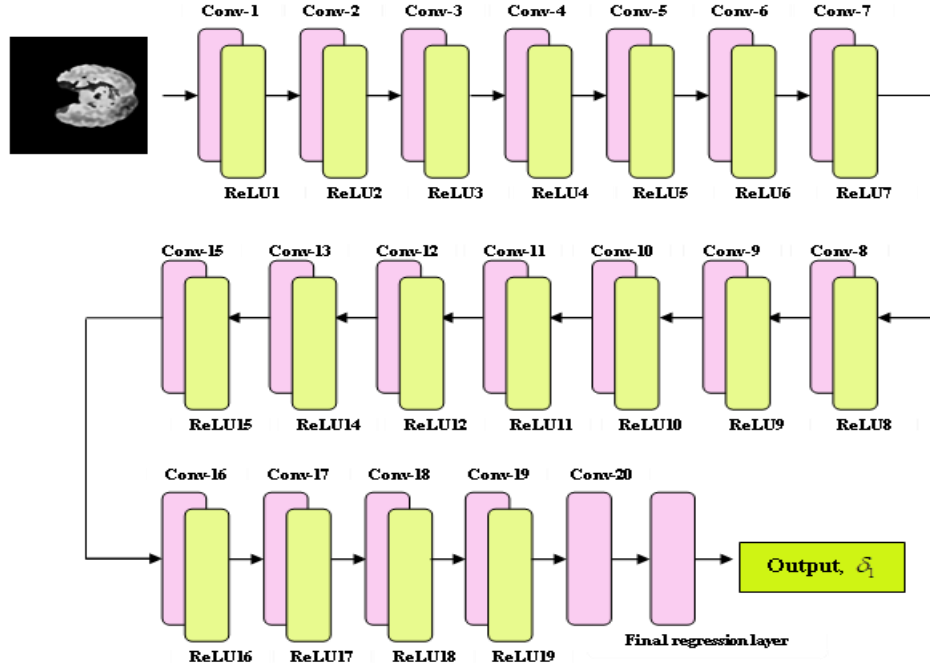 Conv-1 Conv-2 Conv-3 Conv-4 Conv-5 Conv-6 Conv-7
ReLU1 ReLU2 ReLU3 ReLU4 ReLU5 ReLU6 ReLU7
Conv-15 Conv-13 Conv-12 Conv-11 Conv-10 Conv-9 Conv-8
ReLU15 ReLU14 ReLU12 ReLU11 ReLU10 ReLU9 ReLU8
Conv-16 Conv-17 Conv-18 Conv-19 Conv-20
Output, δ₁
Final regression layer
ReLU16 ReLU17 ReLU18 ReLU19